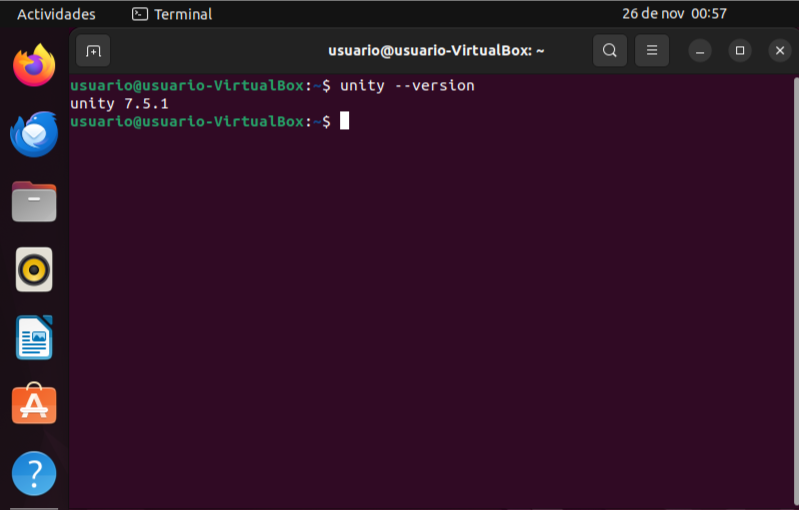 Actividades
Terminal
26 de nov 00:57
usuario@usuario-VirtualBox: ~
usuario@usuario-VirtualBox:~$ unity --version
unity 7.5.1
usuario@usuario-VirtualBox:~$